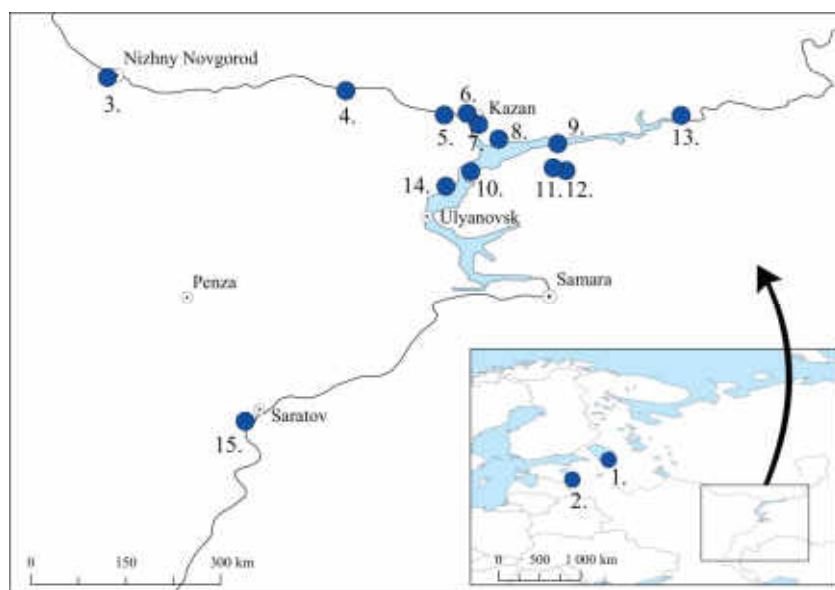 Nizhny Novgorod
3.
4.
5.
6.
Kazan
7.
8.
9.
13.
14.
10.
11.
12.
Ulyanovsk
Penza
Samara
Saratov
15.
1.
2.
0 150 300 km
0 500 1 000 km